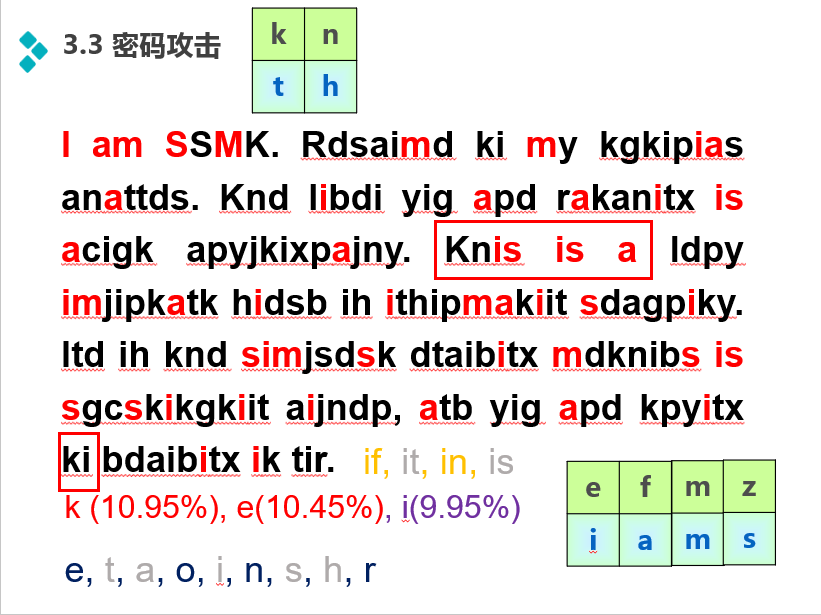 3.3 密码攻击
k n
t h
I am SSMK. Rdsaimd ki my kgkipias
anattds. Knd libdi yig apd rakanitx is
acigk apyjkixpajny. Knis is a ldpy
imjipkatk hidsb ih ithipmakiit sdagpiky.
ltd ih knd simjsdsk dtaibitx mdknibs is
sgcskikgkiit aijndp, atb yig apd kpyitx
ki bdaibitx ik tir. if, it, in, is
k (10.95%), e(10.45%), i(9.95%)
e f m z
i a m s
e, t, a, o, i, n, s, h, r